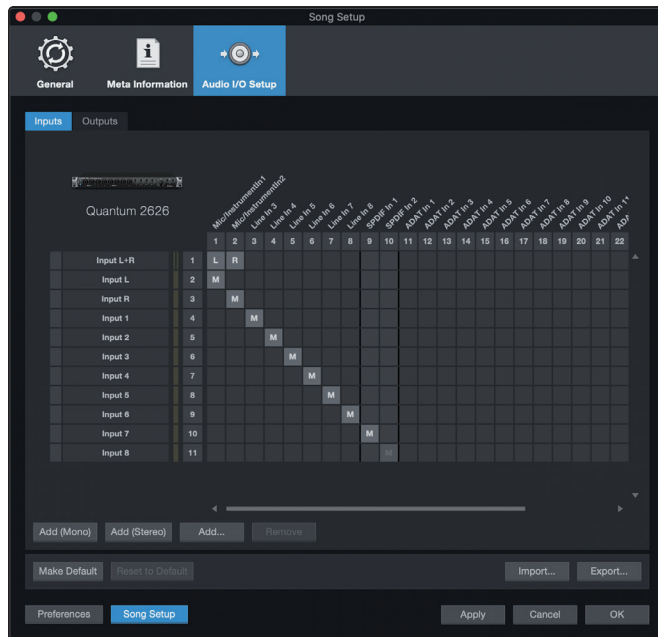 Song Setup
General
Meta Information
Audio I/O Setup
Inputs
Outputs
Quantum 2626
Mic/Instrument In1
Mic/Instrument In2
Line In 3
Line In 4
Line In 5
Line In 6
Line In 7
Line In 8
SPDIF In 1
SPDIF In 2
ADAT In 1
ADAT In 2
ADAT In 3
ADAT In 4
ADAT In 5
ADAT In 6
ADAT In 7
ADAT In 8
ADAT In 9
ADAT In 10
ADAT In 11
1 2 3 4 5 6 7 8 9 10 11 12 13 14 15 16 17 18 19 20 21 22
Input L+R 1 L R
Input L 2 M
Input R 3 M
Input 1 4 M
Input 2 5 M
Input 3 6 M
Input 4 7 M
Input 5 8 M
Input 6 9 M
Input 7 10 M
Input 8 11 M
Add (Mono) Add (Stereo) Add... Remove
Make Default Reset to Default Import... Export...
Preferences Song Setup Apply Cancel OK